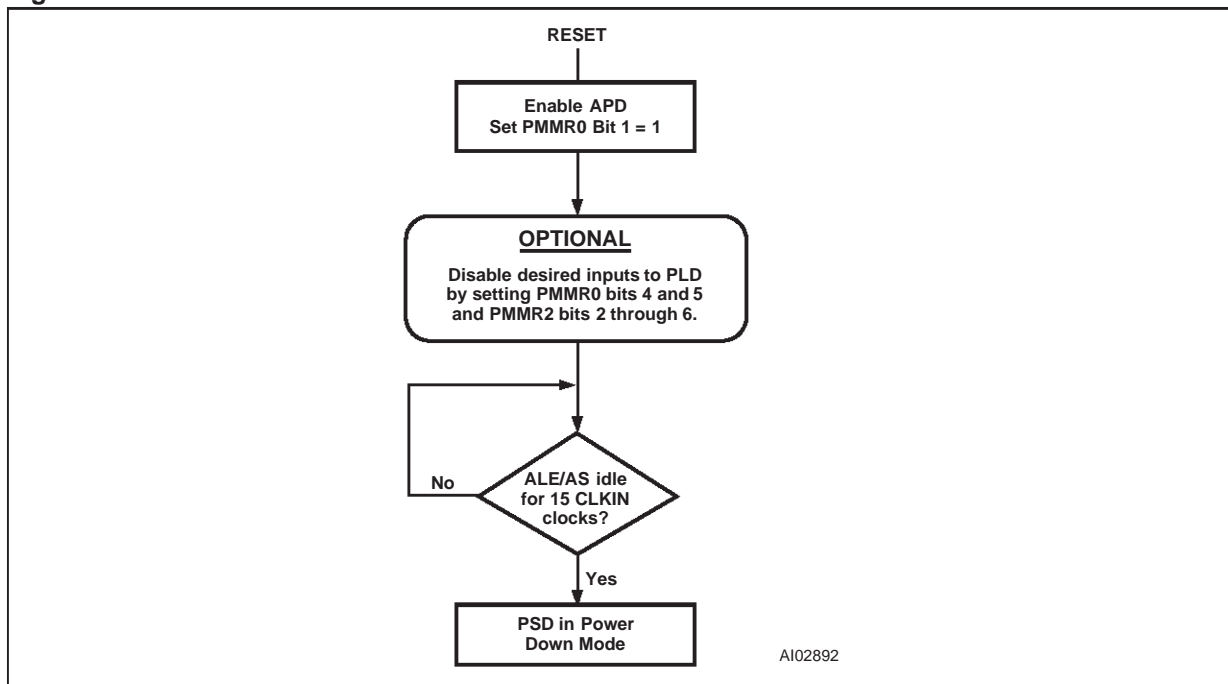 RESET
Enable APD
Set PMMR0 Bit 1 = 1
OPTIONAL
Disable desired inputs to PLD
by setting PMMR0 bits 4 and 5
and PMMR2 bits 2 through 6.
No
ALE/AS idle
for 15 CLKIN
clocks?
Yes
PSD in Power
Down Mode
AI02892